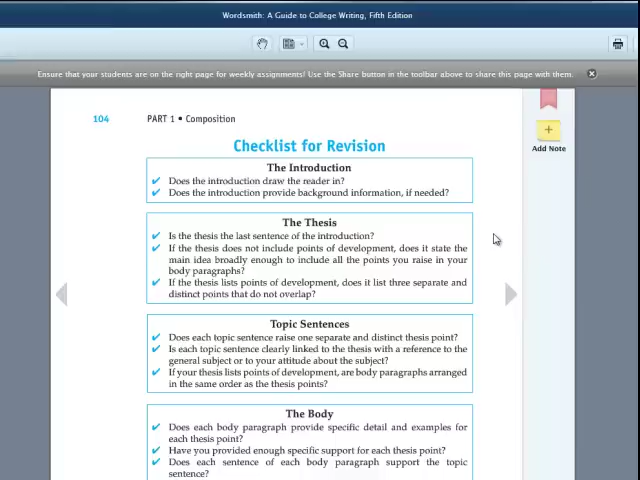 Wordsmith: A Guide to College Writing, Fifth Edition
Ensure that your students are on the right page for weekly assignments! Use the Share button in the toolbar above to share this page with them.
104 PART 1 • Composition
Add Note
Checklist for Revision
The Introduction
✔ Does the introduction draw the reader in?
✔ Does the introduction provide background information, if needed?
The Thesis
✔ Is the thesis the last sentence of the introduction?
✔ If the thesis does not include points of development, does it state the
main idea broadly enough to include all the points you raise in your
body paragraphs?
✔ If the thesis lists points of development, does it list three separate and
distinct points that do not overlap?
Topic Sentences
✔ Does each topic sentence raise one separate and distinct thesis point?
✔ Is each topic sentence clearly linked to the thesis with a reference to the
general subject or to your attitude about the subject?
✔ If your thesis lists points of development, are body paragraphs arranged
in the same order as the thesis points?
The Body
✔ Does each body paragraph provide specific detail and examples for
each thesis point?
✔ Have you provided enough specific support for each thesis point?
✔ Does each sentence of each body paragraph support the topic
sentence?